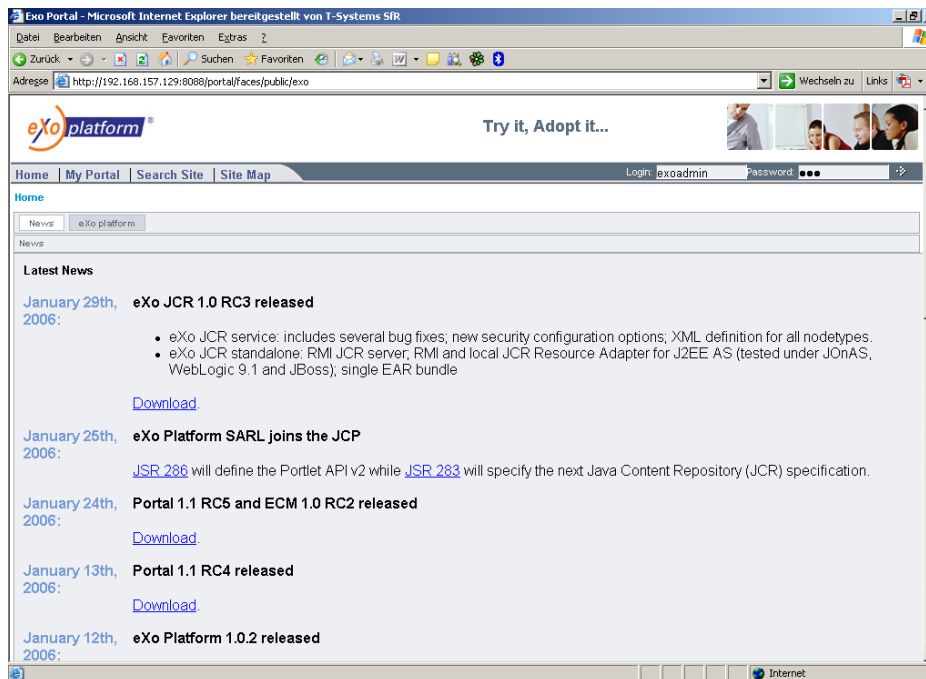 Exo Portal - Microsoft Internet Explorer bereitgestellt von T-Systems SfR
Datei Bearbeiten Ansicht Favoriten Extras ?
Zurück Suchen Favoriten
Adresse http://192.168.157.129:8088/portal/faces/public/exo Wechseln zu Links
eXo platform ®
Try it, Adopt it...
Home | My Portal | Search Site | Site Map
Login: exoadmin Password: ●●●
Home
News eXo platform
News
Latest News
January 29th, 2006: eXo JCR 1.0 RC3 released
• eXo JCR service: includes several bug fixes; new security configuration options; XML definition for all nodetypes.
• eXo JCR standalone: RMI JCR server; RMI and local JCR Resource Adapter for J2EE AS (tested under JOnAS,
WebLogic 9.1 and JBoss); single EAR bundle
Download.
January 25th, 2006: eXo Platform SARL joins the JCP
JSR 286 will define the Portlet API v2 while JSR 283 will specify the next Java Content Repository (JCR) specification.
January 24th, 2006: Portal 1.1 RC5 and ECM 1.0 RC2 released
Download.
January 13th, 2006: Portal 1.1 RC4 released
Download.
January 12th, 2006: eXo Platform 1.0.2 released
Internet